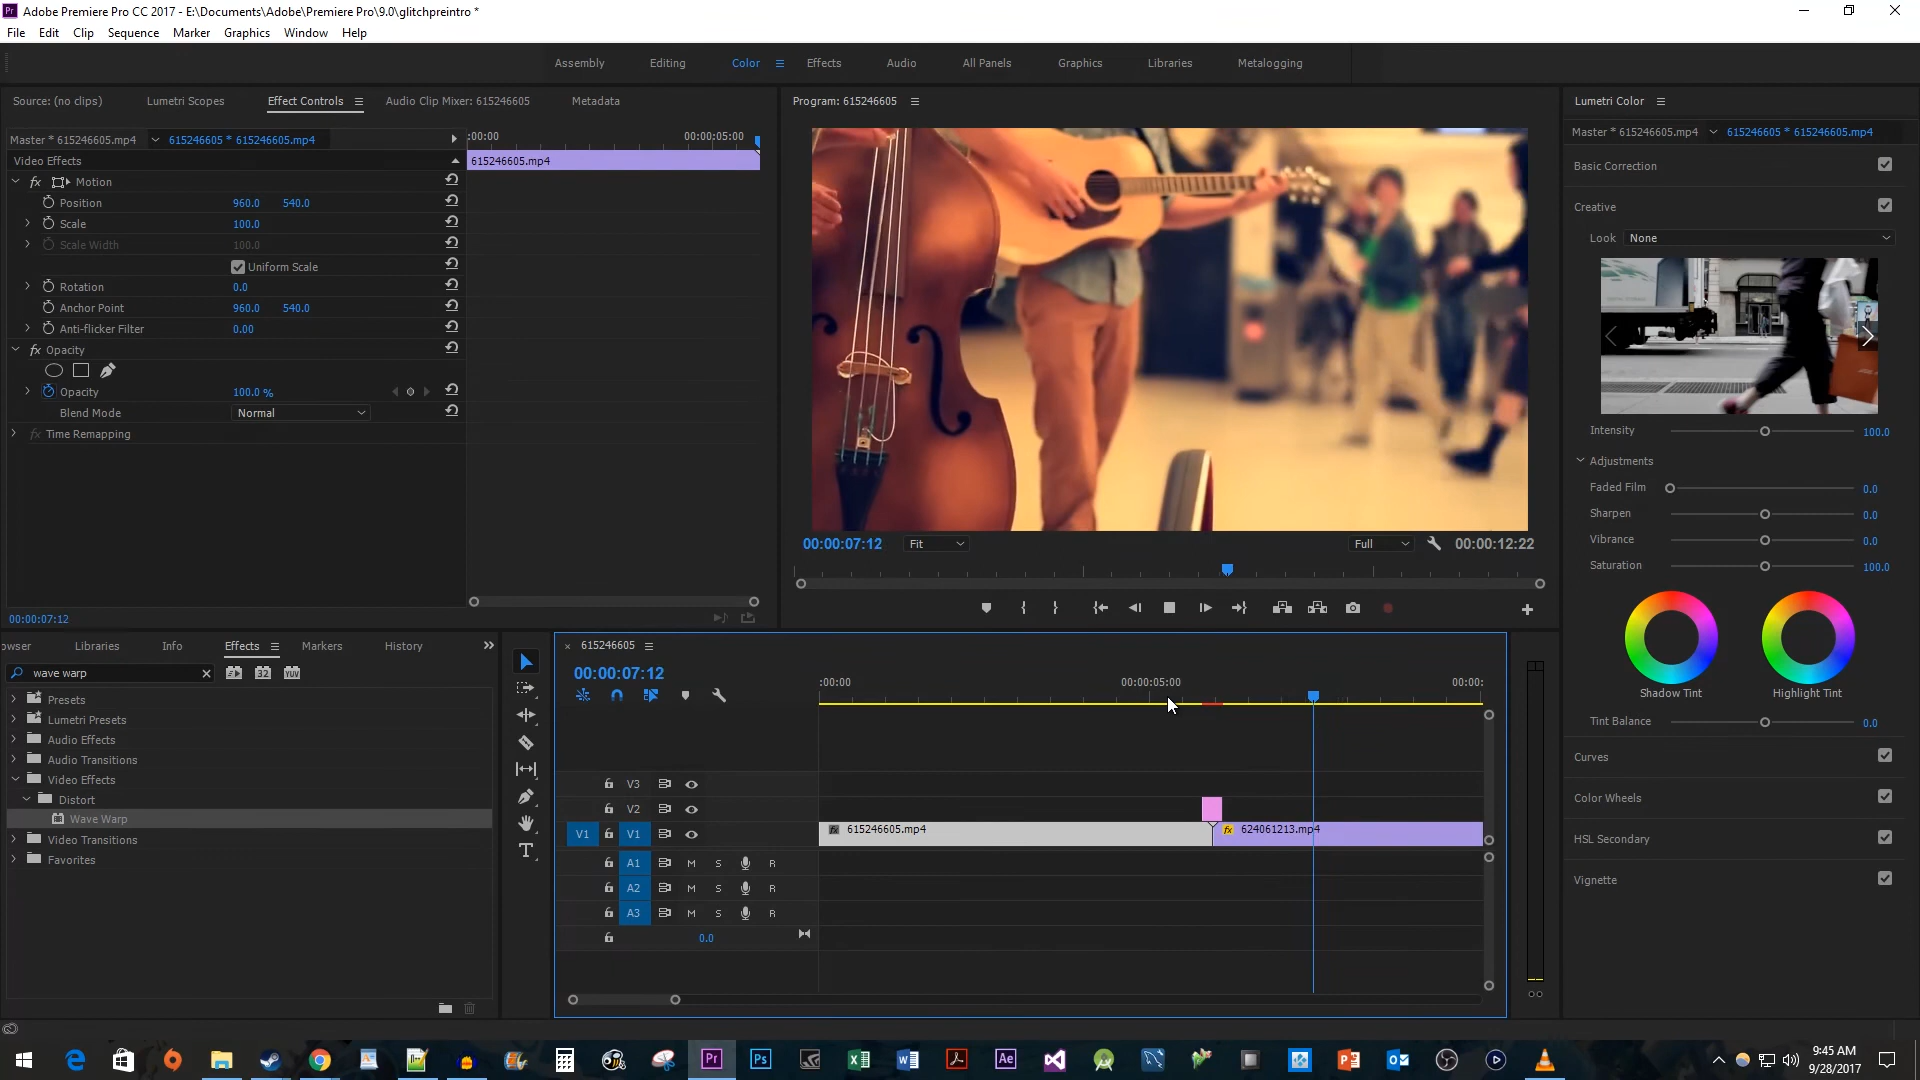 Adobe Premiere Pro CC 2017 - E:\Documents\Adobe\Premiere Pro\9.0\glitchpreintro *
File Edit Clip Sequence Marker Graphics Window Help
Assembly Editing Color Effects Audio All Panels Graphics Libraries Metalogging
Source: (no clips) Lumetri Scopes Effect Controls Audio Clip Mixer: 615246605 Metadata
Master * 615246605.mp4 615246605 * 615246605.mp4
:00:00 00:00:05:00
615246605.mp4
Video Effects
fx Motion
Position 960.0 540.0
Scale 100.0
Scale Width 100.0
Uniform Scale
Rotation 0.0
Anchor Point 960.0 540.0
Anti-flicker Filter 0.00
fx Opacity
Opacity 100.0 %
Blend Mode Normal
fx Time Remapping
00:00:07:12
Program: 615246605
00:00:07:12 Fit Full 00:00:12:22
Lumetri Color
Master * 615246605.mp4 615246605 * 615246605.mp4
Basic Correction
Creative
Look None
Intensity 100.0
Adjustments
Faded Film 0.0
Sharpen 0.0
Vibrance 0.0
Saturation 100.0
Shadow Tint Highlight Tint
Tint Balance 0.0
Curves
Color Wheels
HSL Secondary
Vignette
owser Libraries Info Effects Markers History
wave warp
32 YUV
Presets
Lumetri Presets
Audio Effects
Audio Transitions
Video Effects
Distort
Wave Warp
Video Transitions
Favorites
615246605
00:00:07:12
:00:00 00:00:05:00 00:00:
V3
V2
V1 V1
fx 615246605.mp4 fx 624061213.mp4
A1 M S R
A2 M S R
A3 M S R
0.0
Pr Ps Ae
9:45 AM
9/28/2017